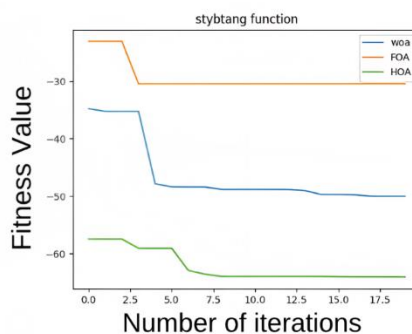 stybtang function
woa
FOA
HOA
Fitness Value
−30
−40
−50
−60
0.0 2.5 5.0 7.5 10.0 12.5 15.0 17.5
Number of iterations